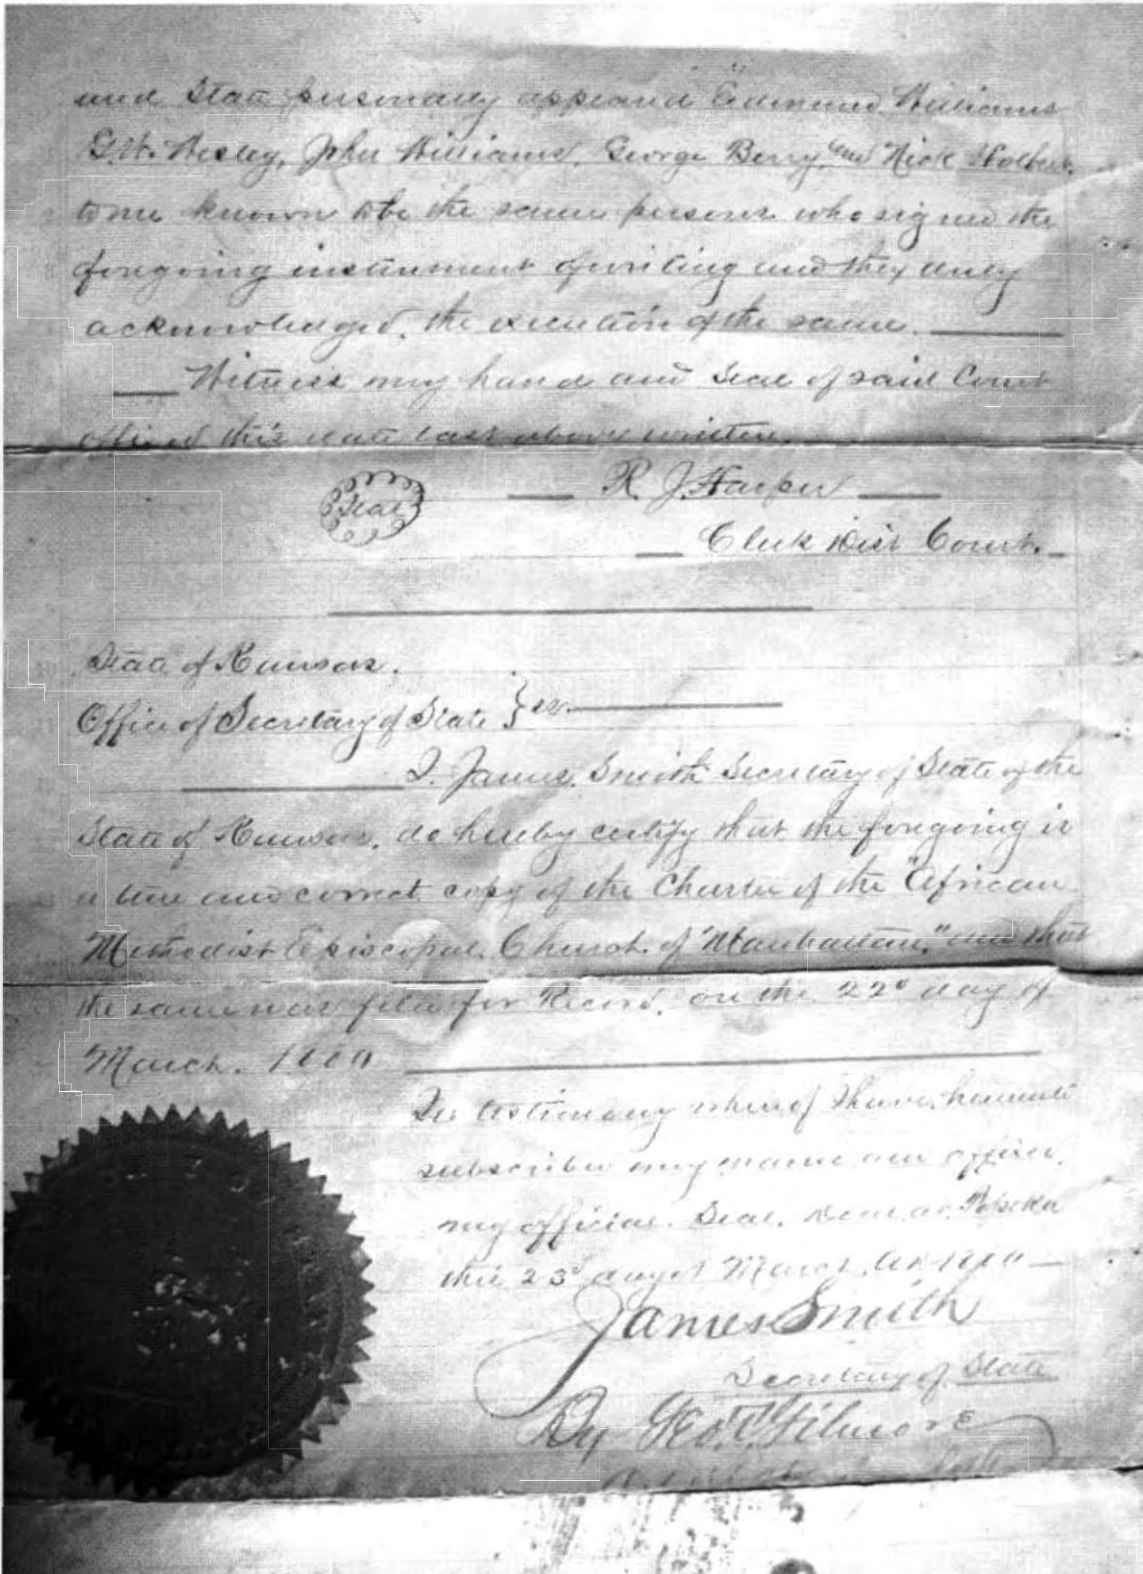 and State personally appeared Edmund Williams
G.W. Wesley, John Williams, George Berry, and Nick
to me known to be the same persons who signed the
foregoing instrument of writing and they duly
acknowledged, the execution of the same.
Witness my hand and Seal of said Court
affixed this date last above written.
Seal R. J. Harper
Clerk Dist Court.
State of Kansas.
Office of Secretary of State } ss.
I, James Smith Secretary of State of the
State of Kansas, do hereby certify that the foregoing is
a true and correct copy of the Charter of the "African
Methodist Episcopal Church of "Manhattan," and that
the same was filed for Record, on the 22d day of
March.
In testimony whereof I have hereunto
subscribed my name and affixed
my official Seal. Done at Topeka
this 23d day of March, AD
James Smith
Secretary of State
By Geo. Gilmore